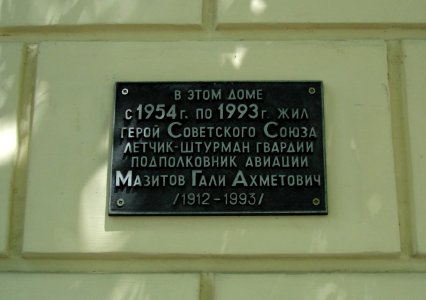 В ЭТОМ ДОМЕ
С 1954 г. ПО 1993 г. ЖИЛ
ГЕРОЙ СОВЕТСКОГО СОЮЗА
ЛЕТЧИК-ШТУРМАН ГВАРДИИ
ПОДПОЛКОВНИК АВИАЦИИ
МАЗИТОВ ГАЛИ АХМЕТОВИЧ
/1912-1993/